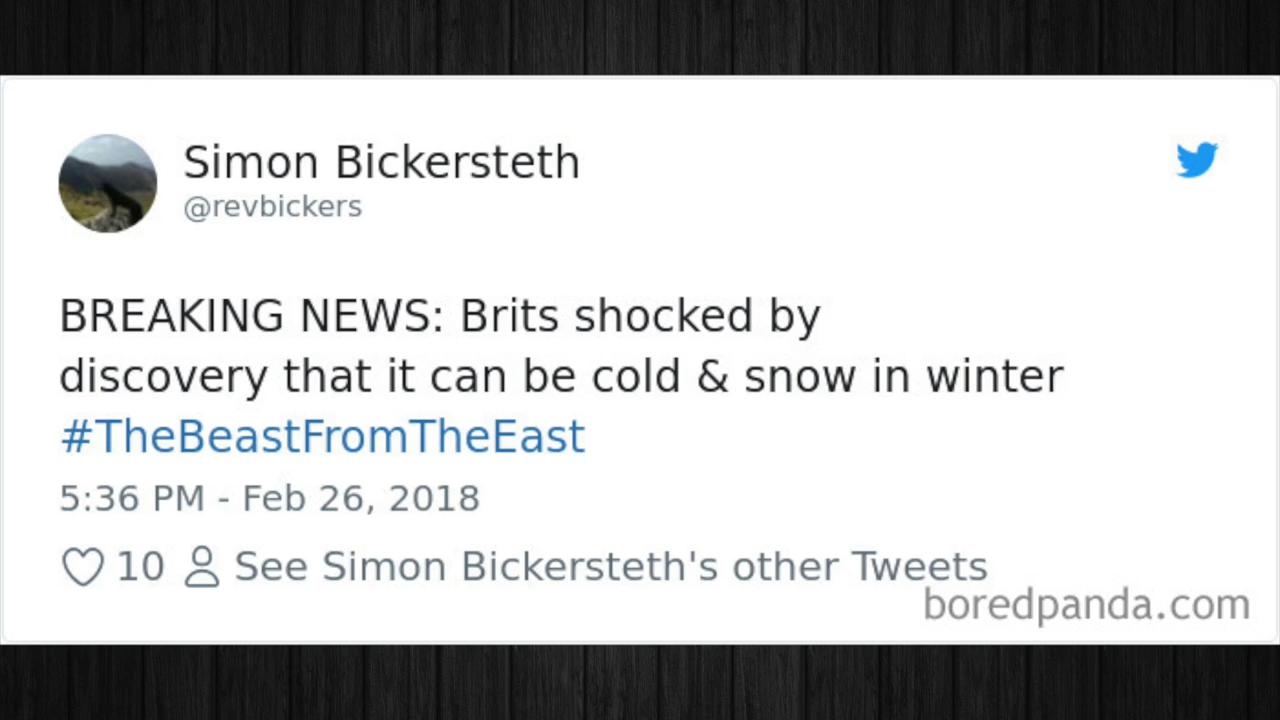 Simon Bickersteth
@revbickers
BREAKING NEWS: Brits shocked by
discovery that it can be cold & snow in winter
#TheBeastFromTheEast
5:36 PM - Feb 26, 2018
10 See Simon Bickersteth's other Tweets
boredpanda.com